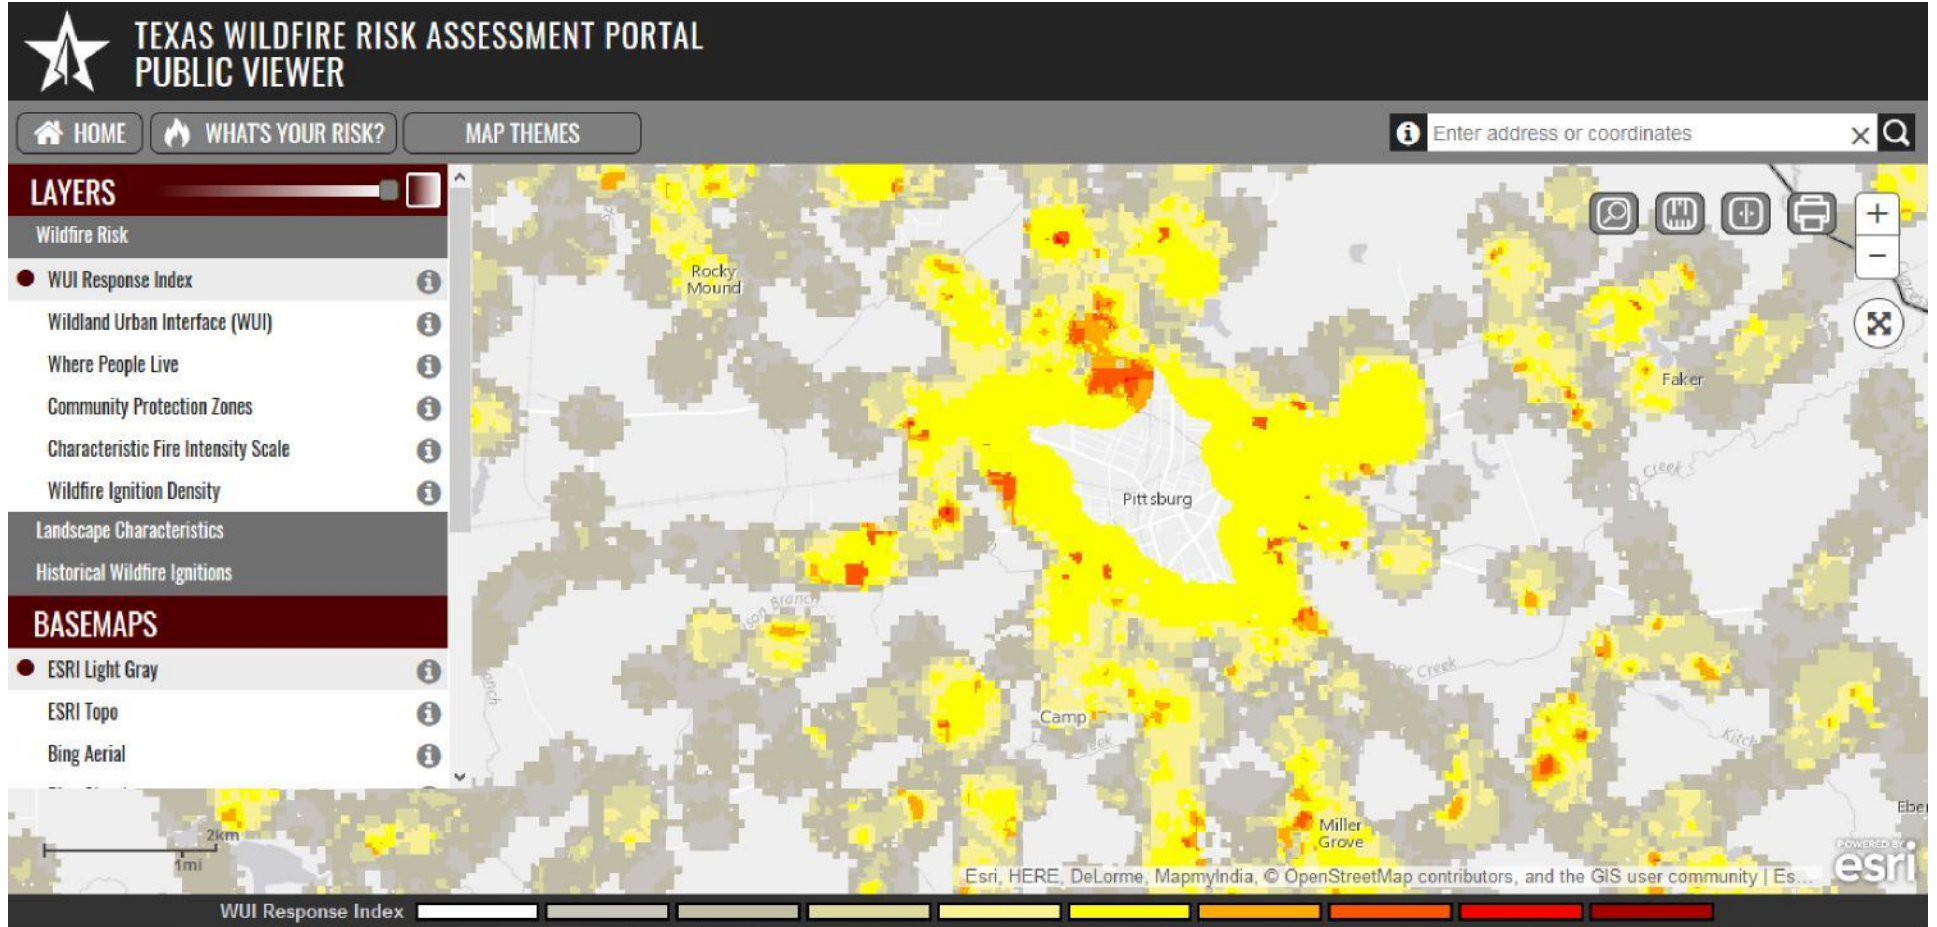 TEXAS WILDFIRE RISK ASSESSMENT PORTAL
PUBLIC VIEWER
HOME
WHAT'S YOUR RISK?
MAP THEMES
Enter address or coordinates
LAYERS
Wildfire Risk
WUI Response Index
Wildland Urban Interface (WUI)
Where People Live
Community Protection Zones
Characteristic Fire Intensity Scale
Wildfire Ignition Density
Landscape Characteristics
Historical Wildfire Ignitions
BASEMAPS
ESRI Light Gray
ESRI Topo
Bing Aerial
Rocky
Mound
Faker
Creek
Pittsburg
Branch
Creek
Camp
Miller
Grove
2km
1mi
POWERED BY
esri
Esri, HERE, DeLorme, MapmyIndia, © OpenStreetMap contributors, and the GIS user community | Es...
WUI Response Index